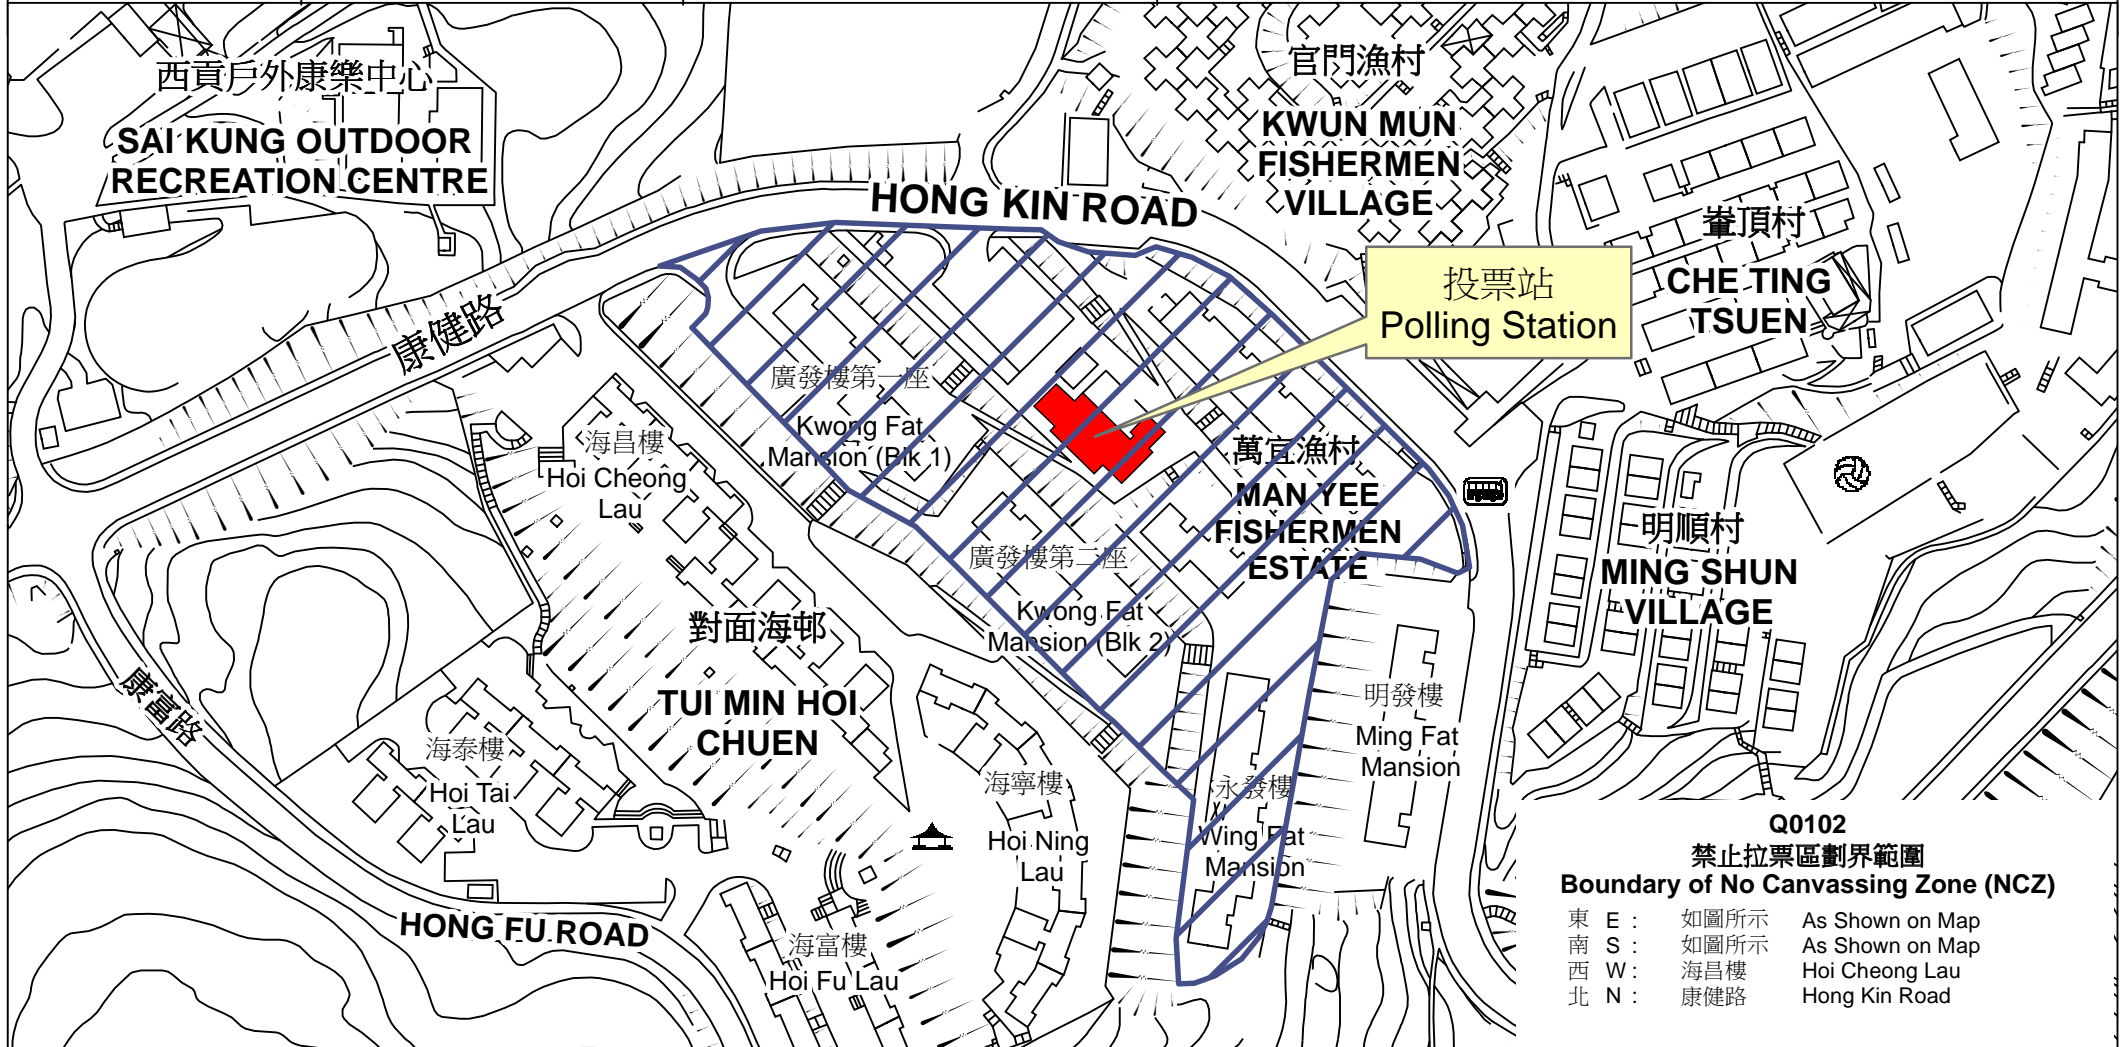 西貢戶外康樂中心
SAI KUNG OUTDOOR
RECREATION CENTRE
官門漁村
KWUN MUN
FISHERMEN
VILLAGE
HONG KIN ROAD
康健路
輋頂村
CHE TING
TSUEN
投票站
Polling Station
廣發樓第一座
Kwong Fat
Mansion (Blk 1)
海昌樓
Hoi Cheong
Lau
萬宜漁村
MAN YEE
FISHERMEN
ESTATE
明順村
MING SHUN
VILLAGE
廣發樓第二座
Kwong Fat
Mansion (Blk 2)
對面海邨
TUI MIN HOI
CHUEN
康富路
明發樓
Ming Fat
Mansion
海泰樓
Hoi Tai
Lau
海寧樓
Hoi Ning
Lau
永發樓
Wing Fat
Mansion
HONG FU ROAD
海富樓
Hoi Fu Lau
Q0102
禁止拉票區劃界範圍
Boundary of No Canvassing Zone (NCZ)
東 E : 如圖所示 As Shown on Map
南 S : 如圖所示 As Shown on Map
西 W : 海昌樓 Hoi Cheong Lau
北 N : 康健路 Hong Kin Road